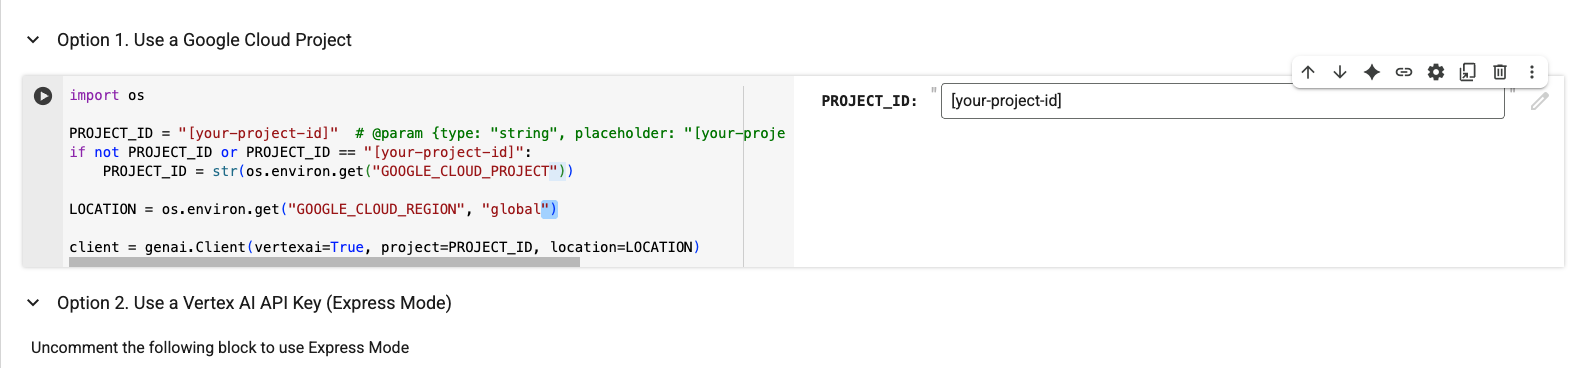 Option 1. Use a Google Cloud Project
import os
PROJECT_ID = "[your-project-id]"  # @param {type: "string", placeholder: "[your-proje
if not PROJECT_ID or PROJECT_ID == "[your-project-id]":
    PROJECT_ID = str(os.environ.get("GOOGLE_CLOUD_PROJECT"))
LOCATION = os.environ.get("GOOGLE_CLOUD_REGION", "global")
client = genai.Client(vertexai=True, project=PROJECT_ID, location=LOCATION)
PROJECT_ID: "[your-project-id]"
Option 2. Use a Vertex AI API Key (Express Mode)
Uncomment the following block to use Express Mode